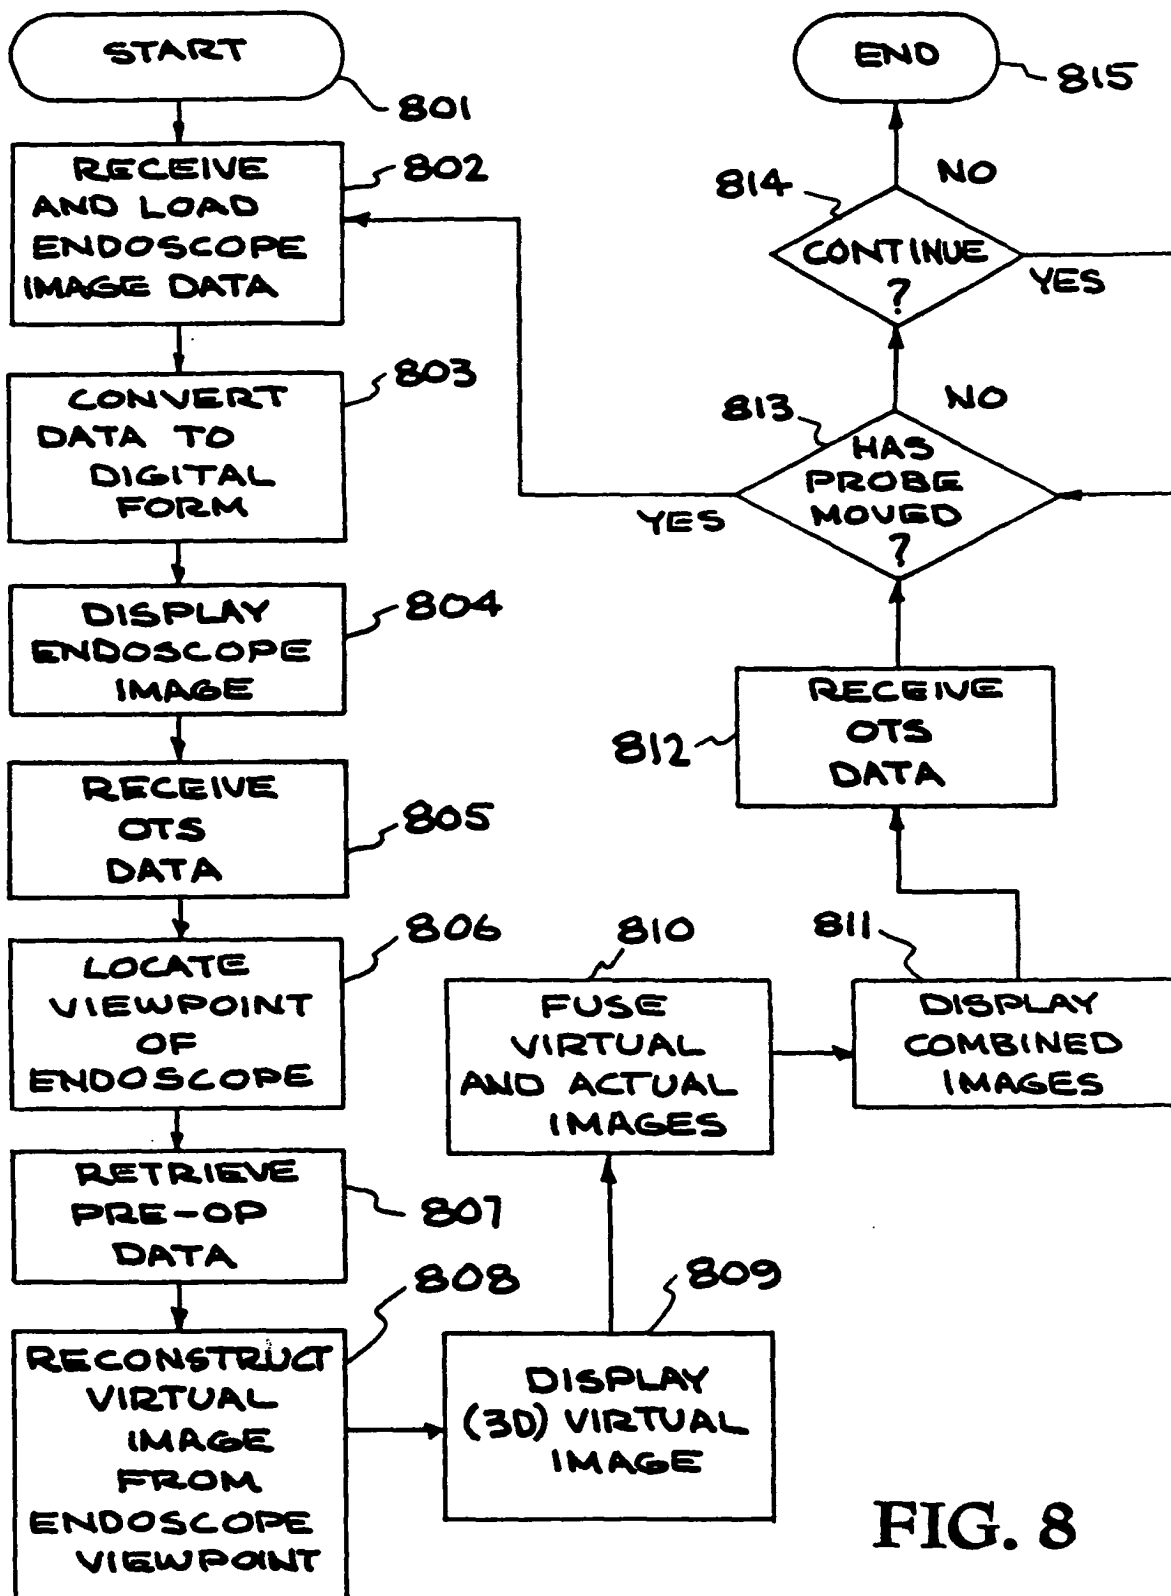 START
801
RECEIVE
AND LOAD
ENDOSCOPE
IMAGE DATA
802
CONVERT
DATA TO
DIGITAL
FORM
803
DISPLAY
ENDOSCOPE
IMAGE
804
RECEIVE
OTS
DATA
805
LOCATE
VIEWPOINT
OF
ENDOSCOPE
806
RETRIEVE
PRE-OP
DATA
807
RECONSTRUCT
VIRTUAL
IMAGE
FROM
ENDOSCOPE
VIEWPOINT
808
DISPLAY
(3D) VIRTUAL
IMAGE
809
FUSE
VIRTUAL
AND ACTUAL
IMAGES
810
DISPLAY
COMBINED
IMAGES
811
RECEIVE
OTS
DATA
812
HAS
PROBE
MOVED
?
813
YES
NO
CONTINUE
?
814
YES
NO
END
815
FIG. 8